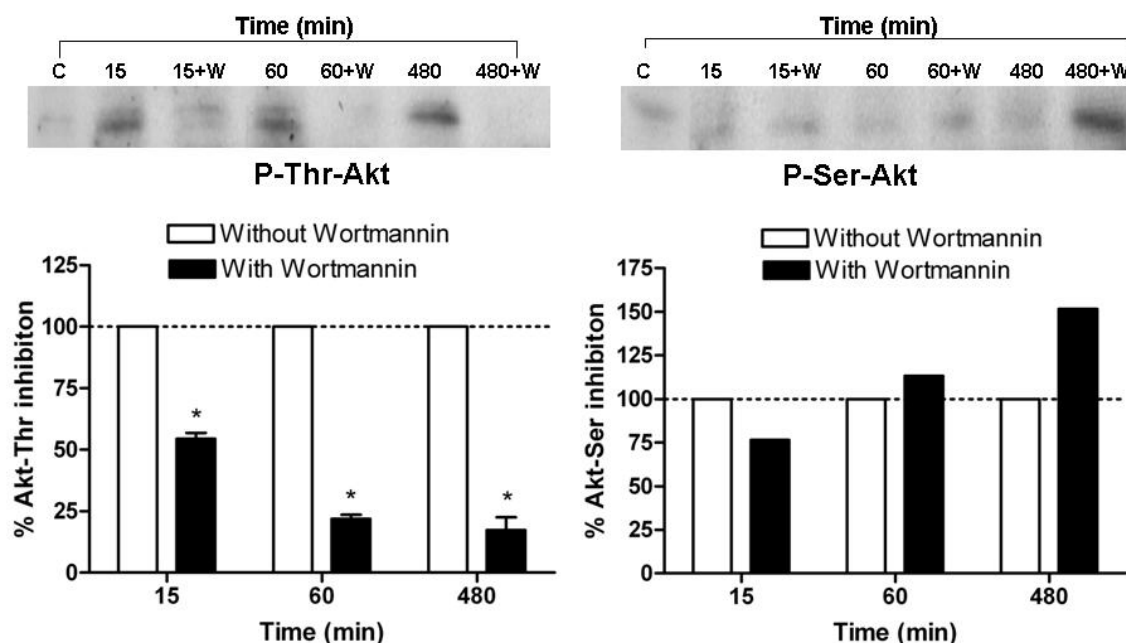 Time (min)
C 15 15+W 60 60+W 480 480+W
P-Thr-Akt
Without Wortmannin
With Wortmannin
% Akt-Thr inhibiton
125
100
75
50
25
0
*
*
*
15 60 480
Time (min)
Time (min)
C 15 15+W 60 60+W 480 480+W
P-Ser-Akt
Without Wortmannin
With Wortmannin
% Akt-Ser inhibiton
175
150
125
100
75
50
25
0
15 60 480
Time (min)